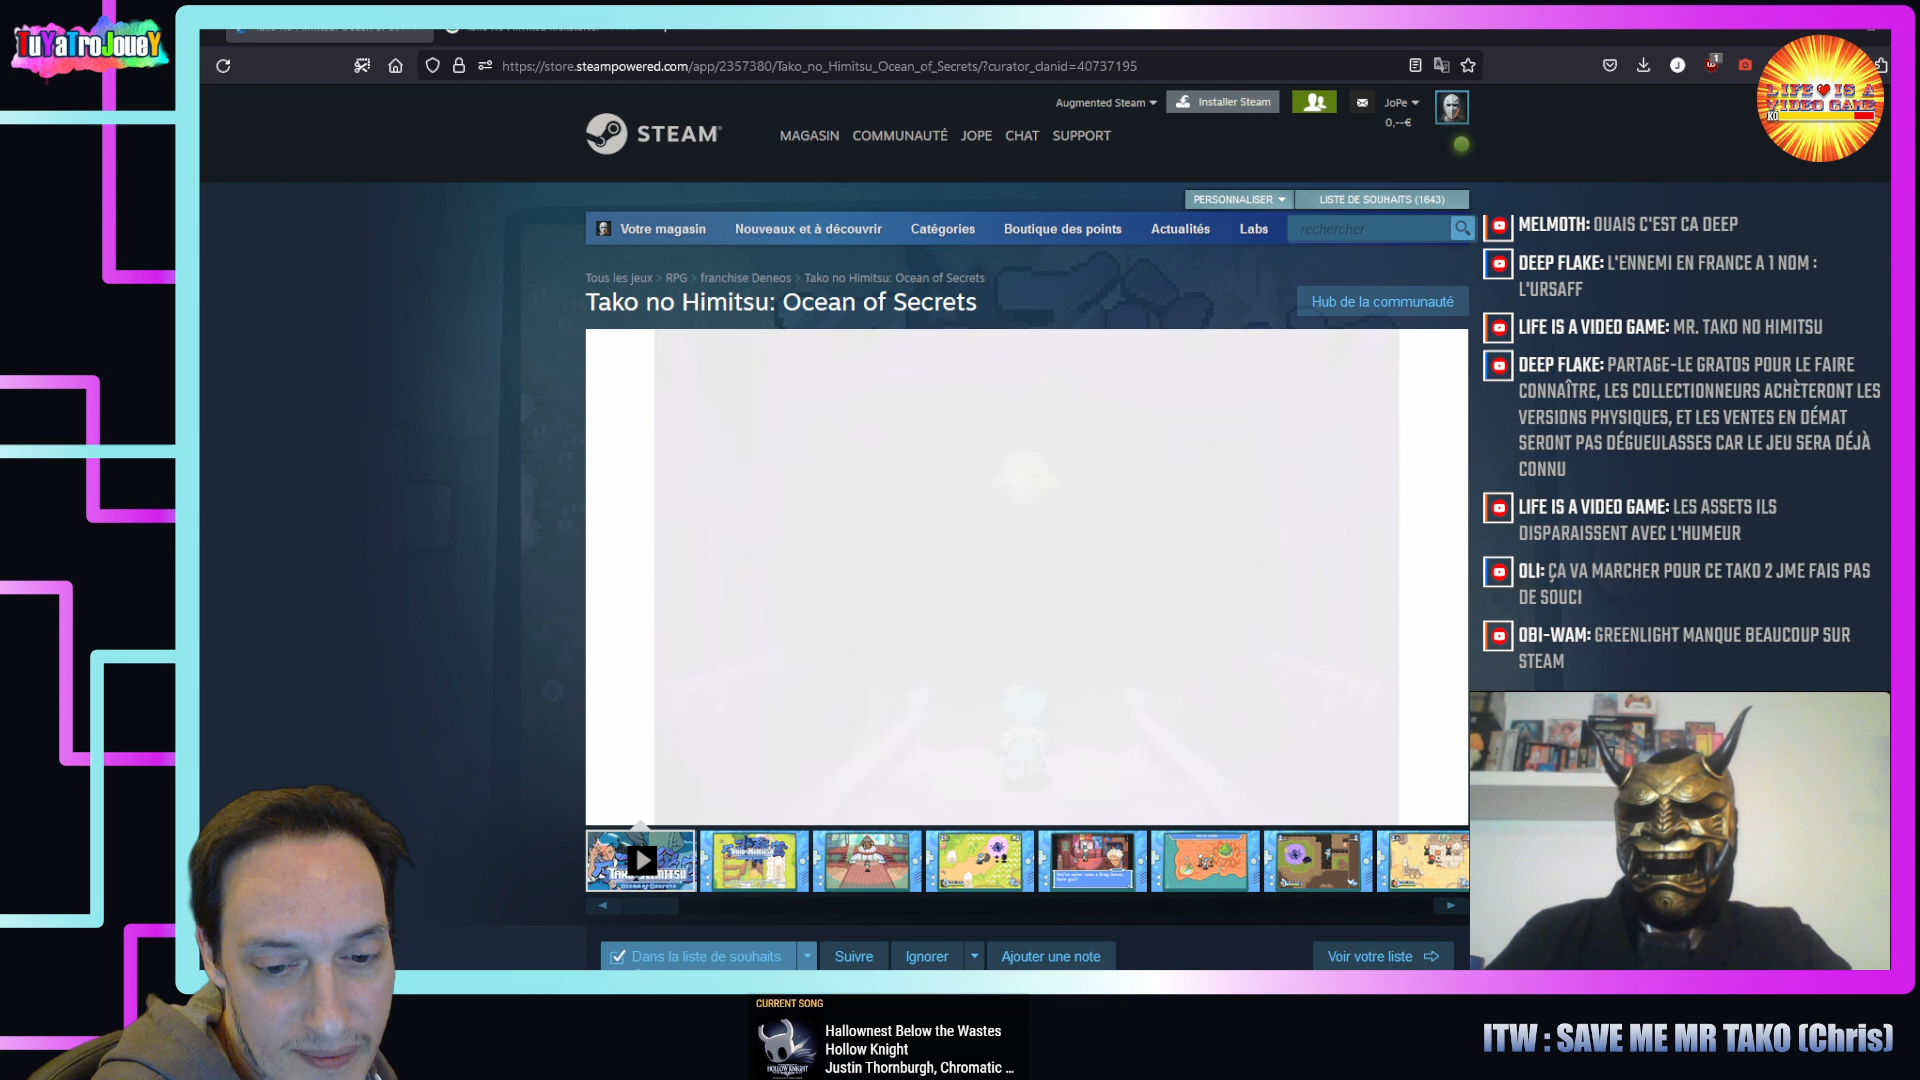 TuYaTroJoueY
https://store.steampowered.com/app/2357380/Tako_no_Himitsu_Ocean_of_Secrets/?curator_clanid=40737195
1
LIFE IS A
VIDEO GAME
KO
Augmented Steam
Installer Steam
JoPe
0,--€
STEAM
MAGASIN COMMUNAUTÉ JOPE CHAT SUPPORT
PERSONNALISER
LISTE DE SOUHAITS (1643)
Votre magasin Nouveaux et à découvrir Catégories Boutique des points Actualités Labs rechercher
Tous les jeux > RPG > franchise Deneos > Tako no Himitsu: Ocean of Secrets
Tako no Himitsu: Ocean of Secrets
Hub de la communauté
MELMOTH: OUAIS C'EST CA DEEP
DEEP FLAKE: L'ENNEMI EN FRANCE A 1 NOM :
L'URSAFF
LIFE IS A VIDEO GAME: MR. TAKO NO HIMITSU
DEEP FLAKE: PARTAGE-LE GRATOS POUR LE FAIRE
CONNAÎTRE, LES COLLECTIONNEURS ACHÈTERONT LES
VERSIONS PHYSIQUES, ET LES VENTES EN DÉMAT
SERONT PAS DÉGUEULASSES CAR LE JEU SERA DÉJÀ
CONNU
LIFE IS A VIDEO GAME: LES ASSETS ILS
DISPARAISSENT AVEC L'HUMEUR
OLI: ÇA VA MARCHER POUR CE TAKO 2 JME FAIS PAS
DE SOUCI
OBI-WAM: GREENLIGHT MANQUE BEAUCOUP SUR
STEAM
Dans la liste de souhaits
Suivre
Ignorer
Ajouter une note
Voir votre liste
CURRENT SONG
Hallownest Below the Wastes
Hollow Knight
Justin Thornburgh, Chromatic ...
HOLLOW KNIGHT
ITW : SAVE ME MR TAKO (Chris)